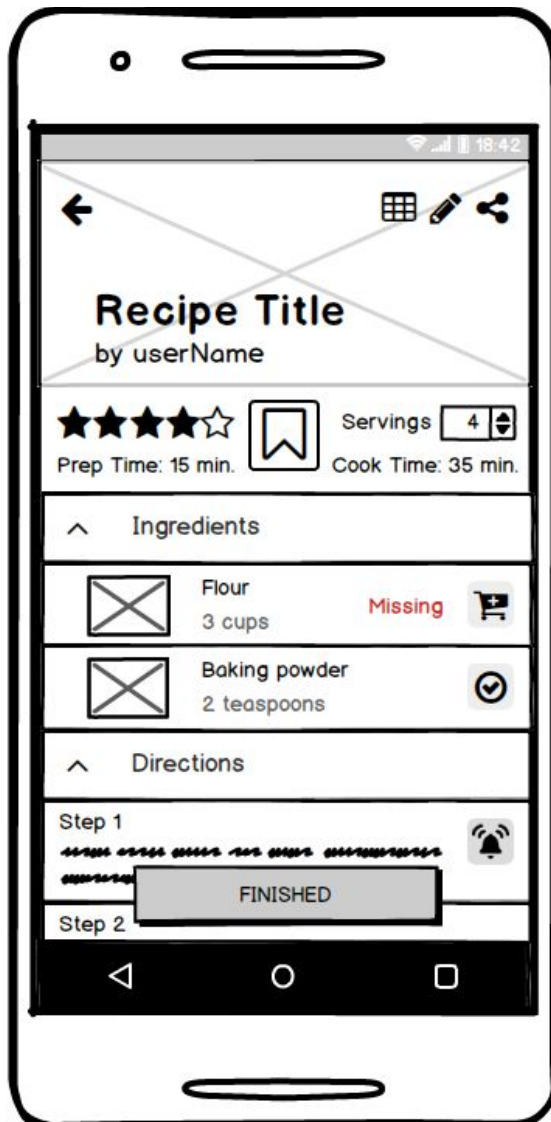 18:42
Recipe Title
by userName
Servings 4
Prep Time: 15 min. Cook Time: 35 min.
Ingredients
Flour
3 cups
Missing
Baking powder
2 teaspoons
Directions
Step 1
FINISHED
Step 2